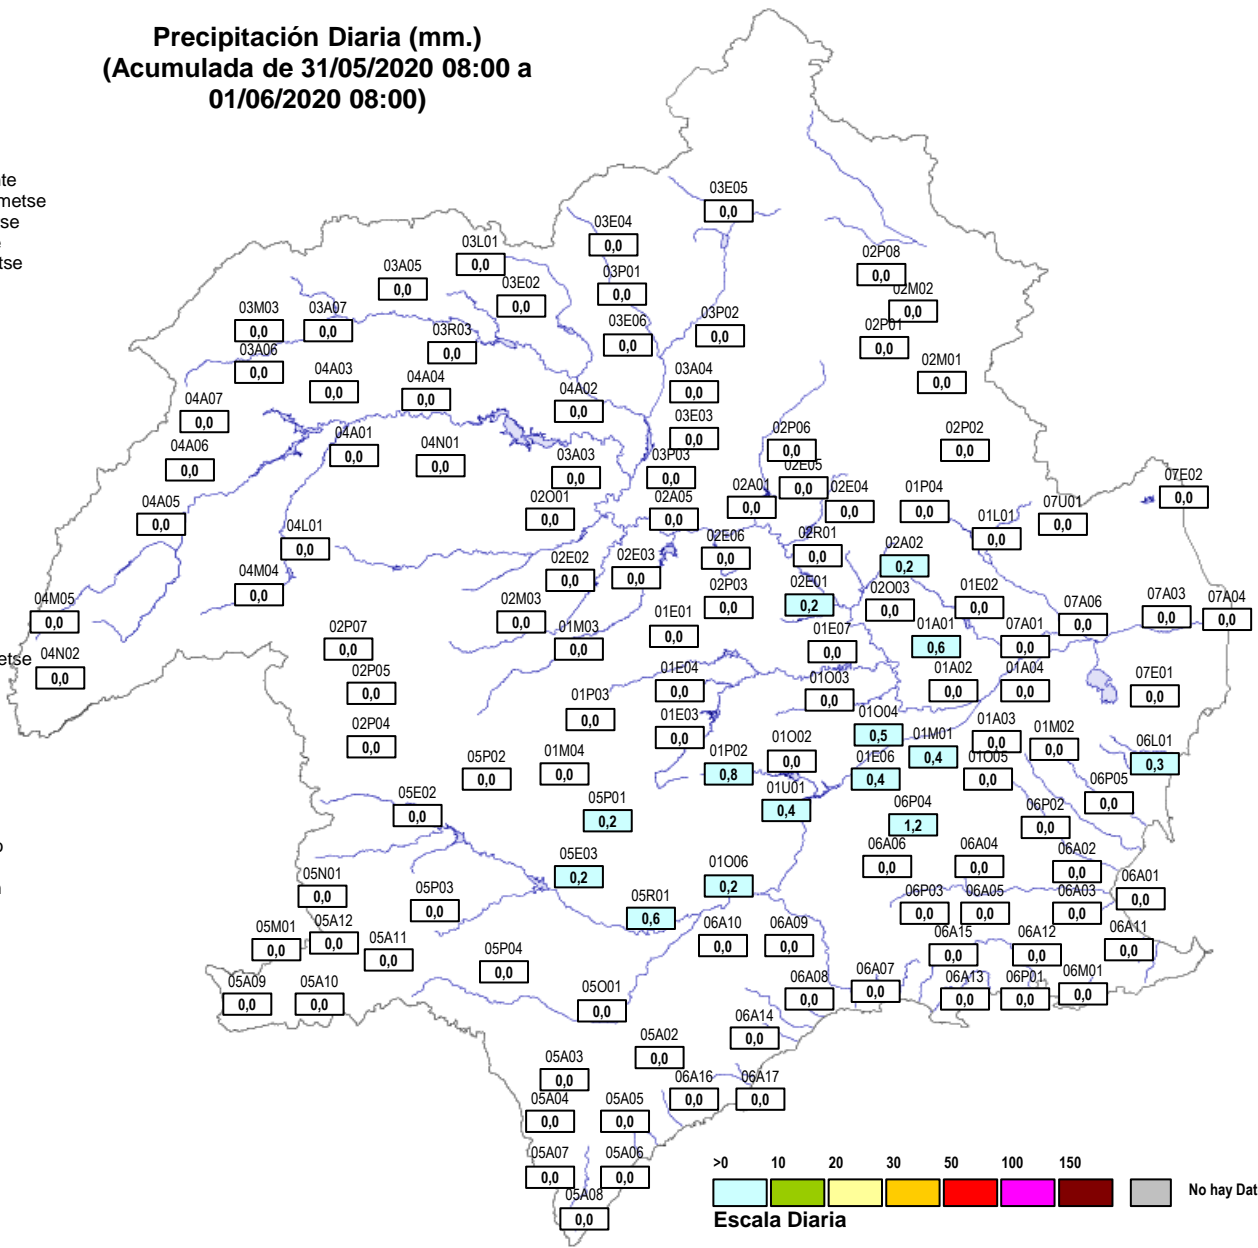 Precipitación Diaria (mm.)
(Acumulada de 31/05/2020 08:00 a
01/06/2020 08:00)
03E05
0,0
03E04
0,0
03L01
0,0
02P08
0,0
03A05
0,0
03P01
0,0
03E02
0,0
02M02
0,0
03M03
0,0
03A07
0,0
03P02
0,0
03E06
0,0
03R03
0,0
02P01
0,0
03A06
0,0
02M01
0,0
04A03
0,0
04A04
0,0
03A04
0,0
04A02
0,0
04A07
0,0
03E03
0,0
04A01
0,0
04N01
0,0
02P06
0,0
02P02
0,0
04A06
0,0
03A03
0,0
03P03
0,0
02E05
0,0
07E02
0,0
02A01
0,0
02E04
0,0
01P04
0,0
04A05
0,0
02O01
0,0
02A05
0,0
07U01
0,0
01L01
0,0
04L01
0,0
02E06
0,0
02R01
0,0
02A02
0,2
02E02
0,0
02E03
0,0
04M04
0,0
02P03
0,0
02E01
0,2
02O03
0,0
01E02
0,0
04M05
0,0
02M03
0,0
07A06
0,0
07A03
0,0
07A04
0,0
01E01
0,0
01M03
0,0
01E07
0,0
01A01
0,6
07A01
0,0
02P07
0,0
etse
04N02
0,0
02P05
0,0
01E04
0,0
01O03
0,0
01A02
0,0
01A04
0,0
07E01
0,0
01P03
0,0
02P04
0,0
01E03
0,0
01O04
0,5
01A03
0,0
01M02
0,0
01M01
0,4
06L01
0,3
05P02
0,0
01M04
0,0
01P02
0,8
01O02
0,0
01E06
0,4
01O05
0,0
05E02
0,0
05P01
0,2
01U01
0,4
06P05
0,0
06P04
1,2
06P02
0,0
05E03
0,2
06A06
0,0
06A04
0,0
06A02
0,0
05N01
0,0
05P03
0,0
01O06
0,2
06A01
0,0
05R01
0,6
06P03
0,0
06A05
0,0
06A03
0,0
05M01
0,0
05A12
0,0
05A11
0,0
06A10
0,0
06A09
0,0
06A15
0,0
06A12
0,0
06A11
0,0
05P04
0,0
05A09
0,0
05A10
0,0
05O01
0,0
06A08
0,0
06A07
0,0
06A13
0,0
06P01
0,0
06M01
0,0
06A14
0,0
05A02
0,0
05A03
0,0
06A16
0,0
06A17
0,0
05A04
0,0
05A05
0,0
05A07
0,0
05A06
0,0
05A08
0,0
>0 10 20 30 50 100 150
No hay Dat
Escala Diaria